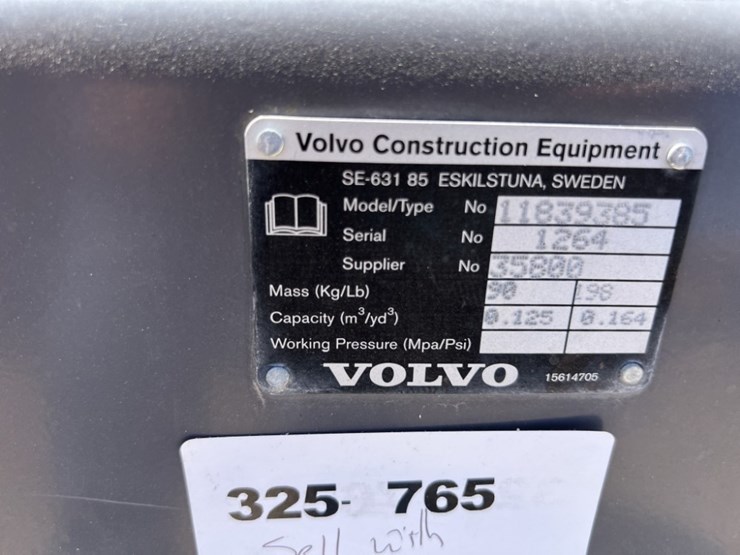 Volvo Construction Equipment
SE-631 85 ESKILSTUNA, SWEDEN
Model/Type No 11839385
Serial No 1264
Supplier No 35800
Mass (Kg/Lb) 90 198
Capacity (m³/yd³) 0.125 0.164
Working Pressure (Mpa/Psi)
VOLVO 15614705
325- 765
Sell with